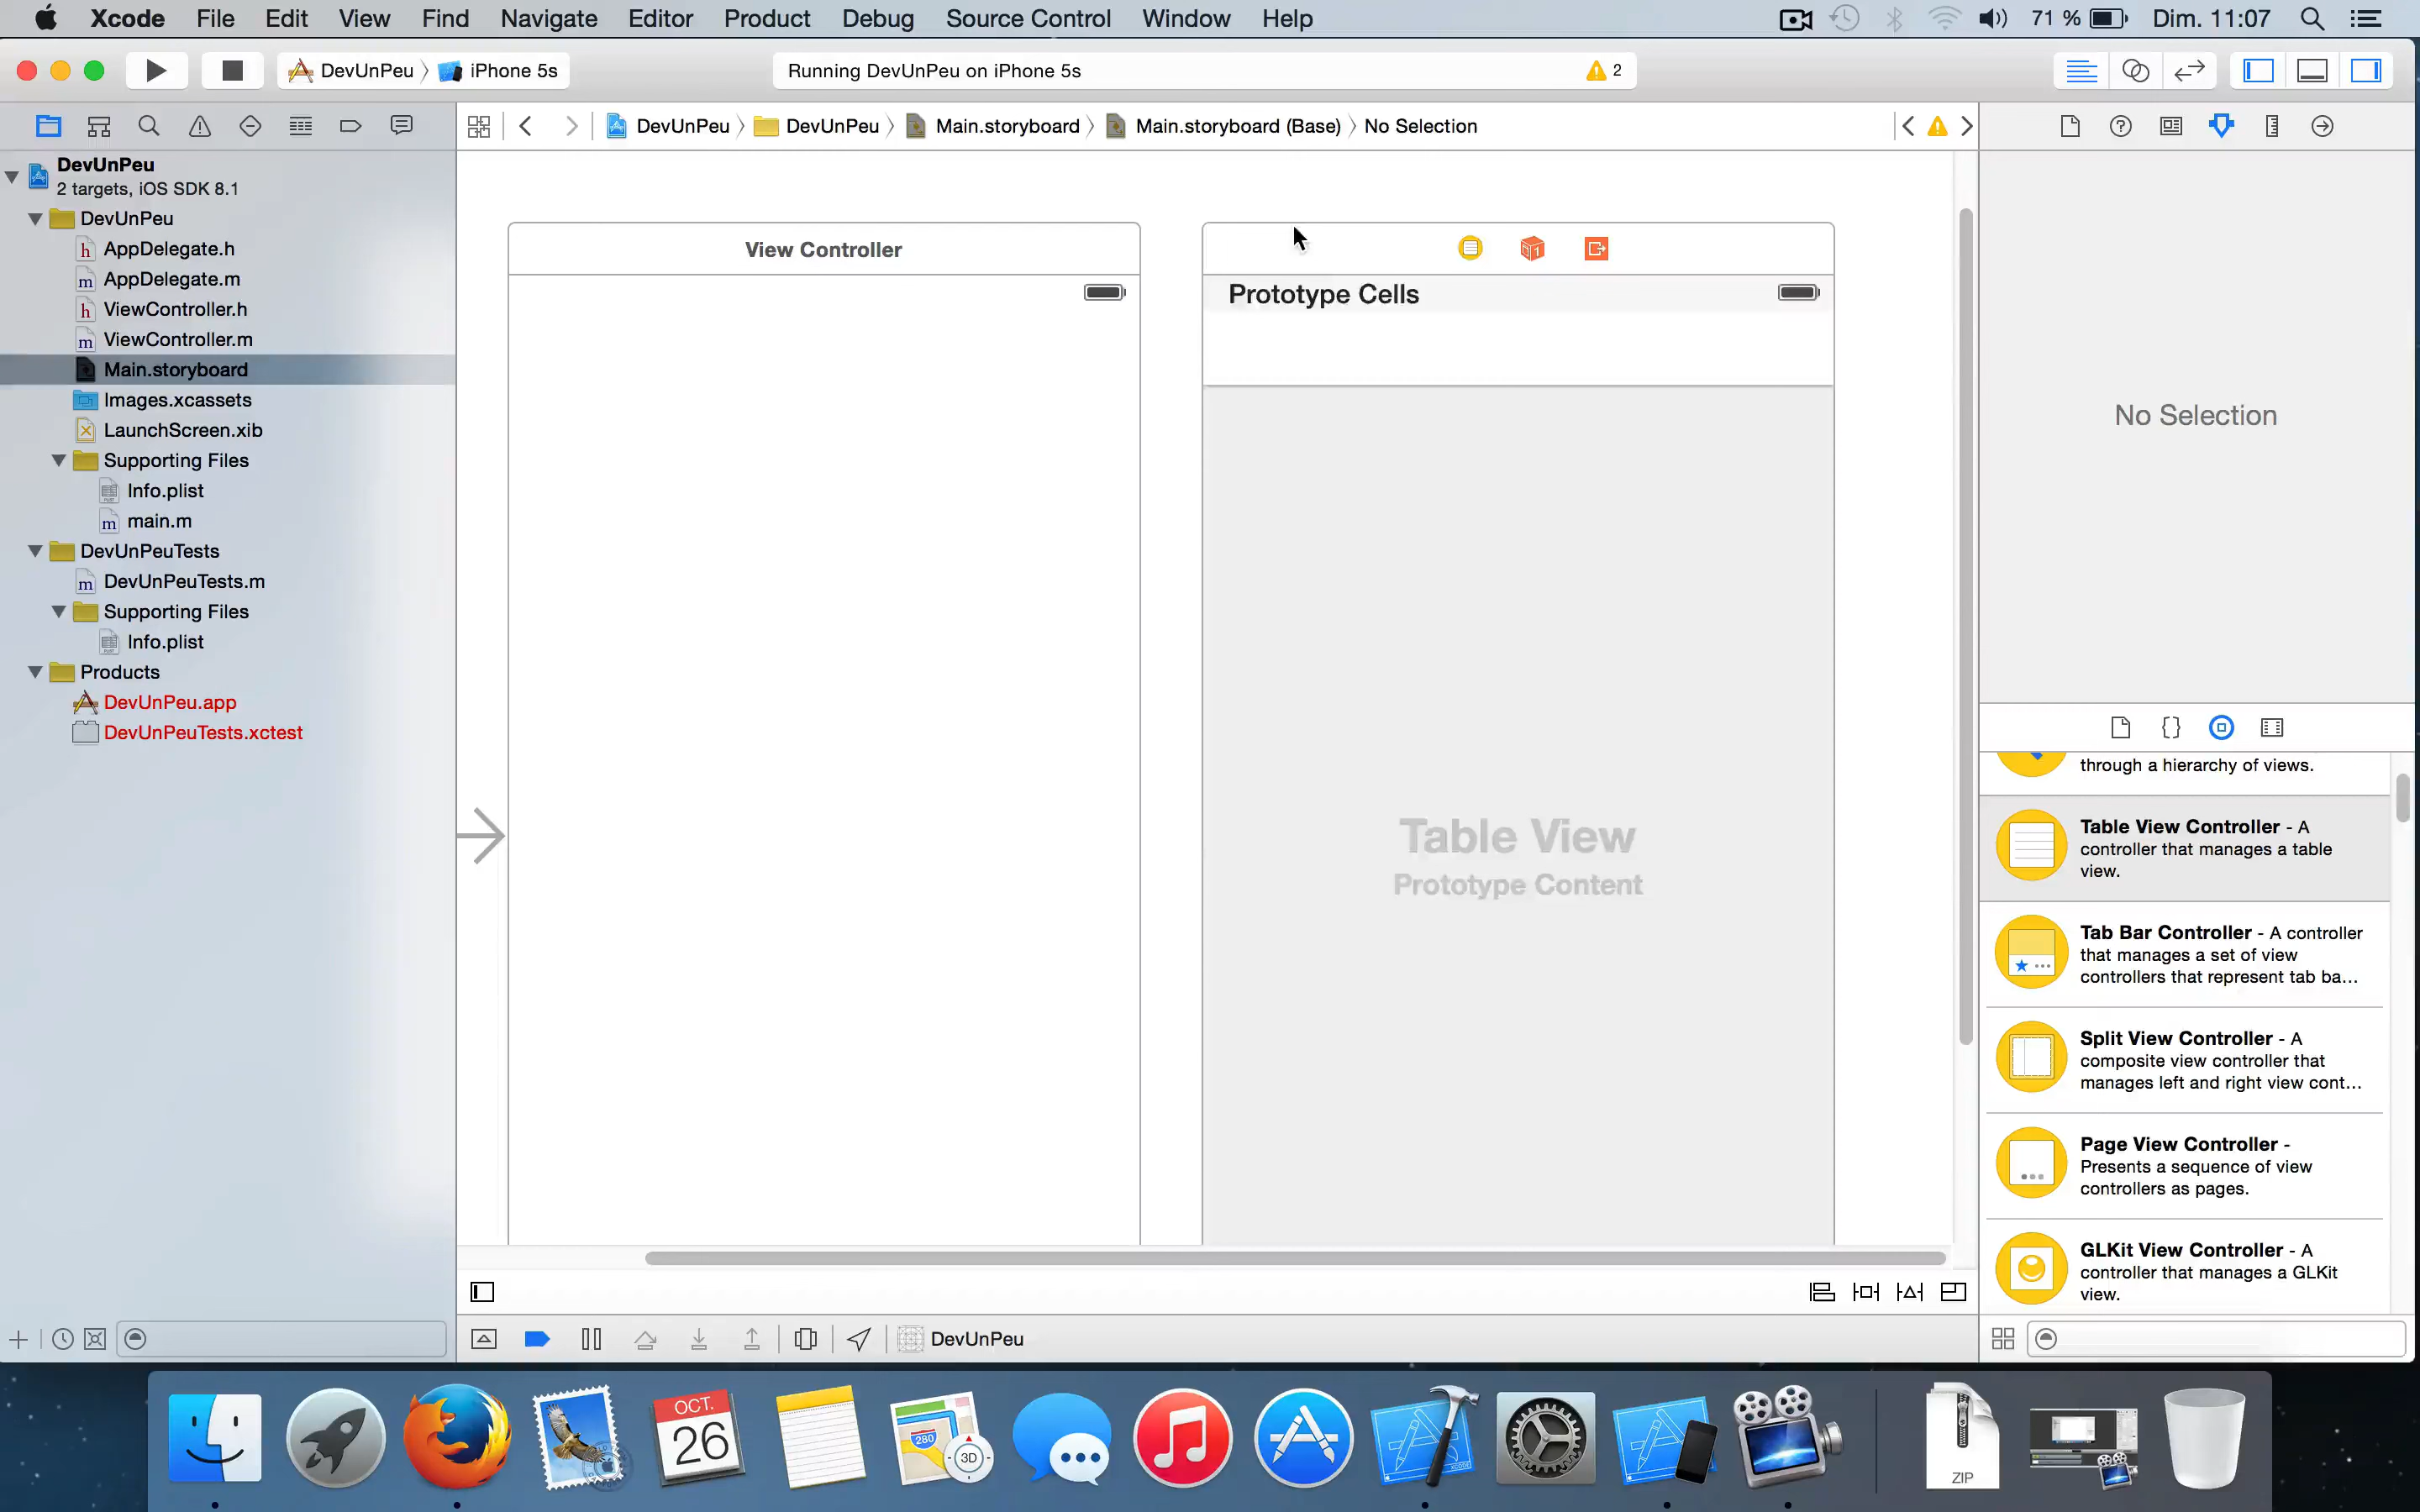 Xcode File Edit View Find Navigate Editor Product Debug Source Control Window Help 71 % Dim. 11:07
DevUnPeu iPhone 5s Running DevUnPeu on iPhone 5s 2
DevUnPeu DevUnPeu Main.storyboard Main.storyboard (Base) No Selection
DevUnPeu
2 targets, iOS SDK 8.1
DevUnPeu
h AppDelegate.h
m AppDelegate.m
h ViewController.h
m ViewController.m
Main.storyboard
Images.xcassets
LaunchScreen.xib
Supporting Files
Info.plist
m main.m
DevUnPeuTests
m DevUnPeuTests.m
Supporting Files
Info.plist
Products
DevUnPeu.app
DevUnPeuTests.xctest
View Controller
Prototype Cells
Table View
Prototype Content
DevUnPeu
No Selection
{}
through a hierarchy of views.
Table View Controller - A
controller that manages a table
view.
Tab Bar Controller - A controller
that manages a set of view
controllers that represent tab ba...
Split View Controller - A
composite view controller that
manages left and right view cont...
Page View Controller -
Presents a sequence of view
controllers as pages.
GLKit View Controller - A
controller that manages a GLKit
view.
OCT.
26
280
3D
ZIP